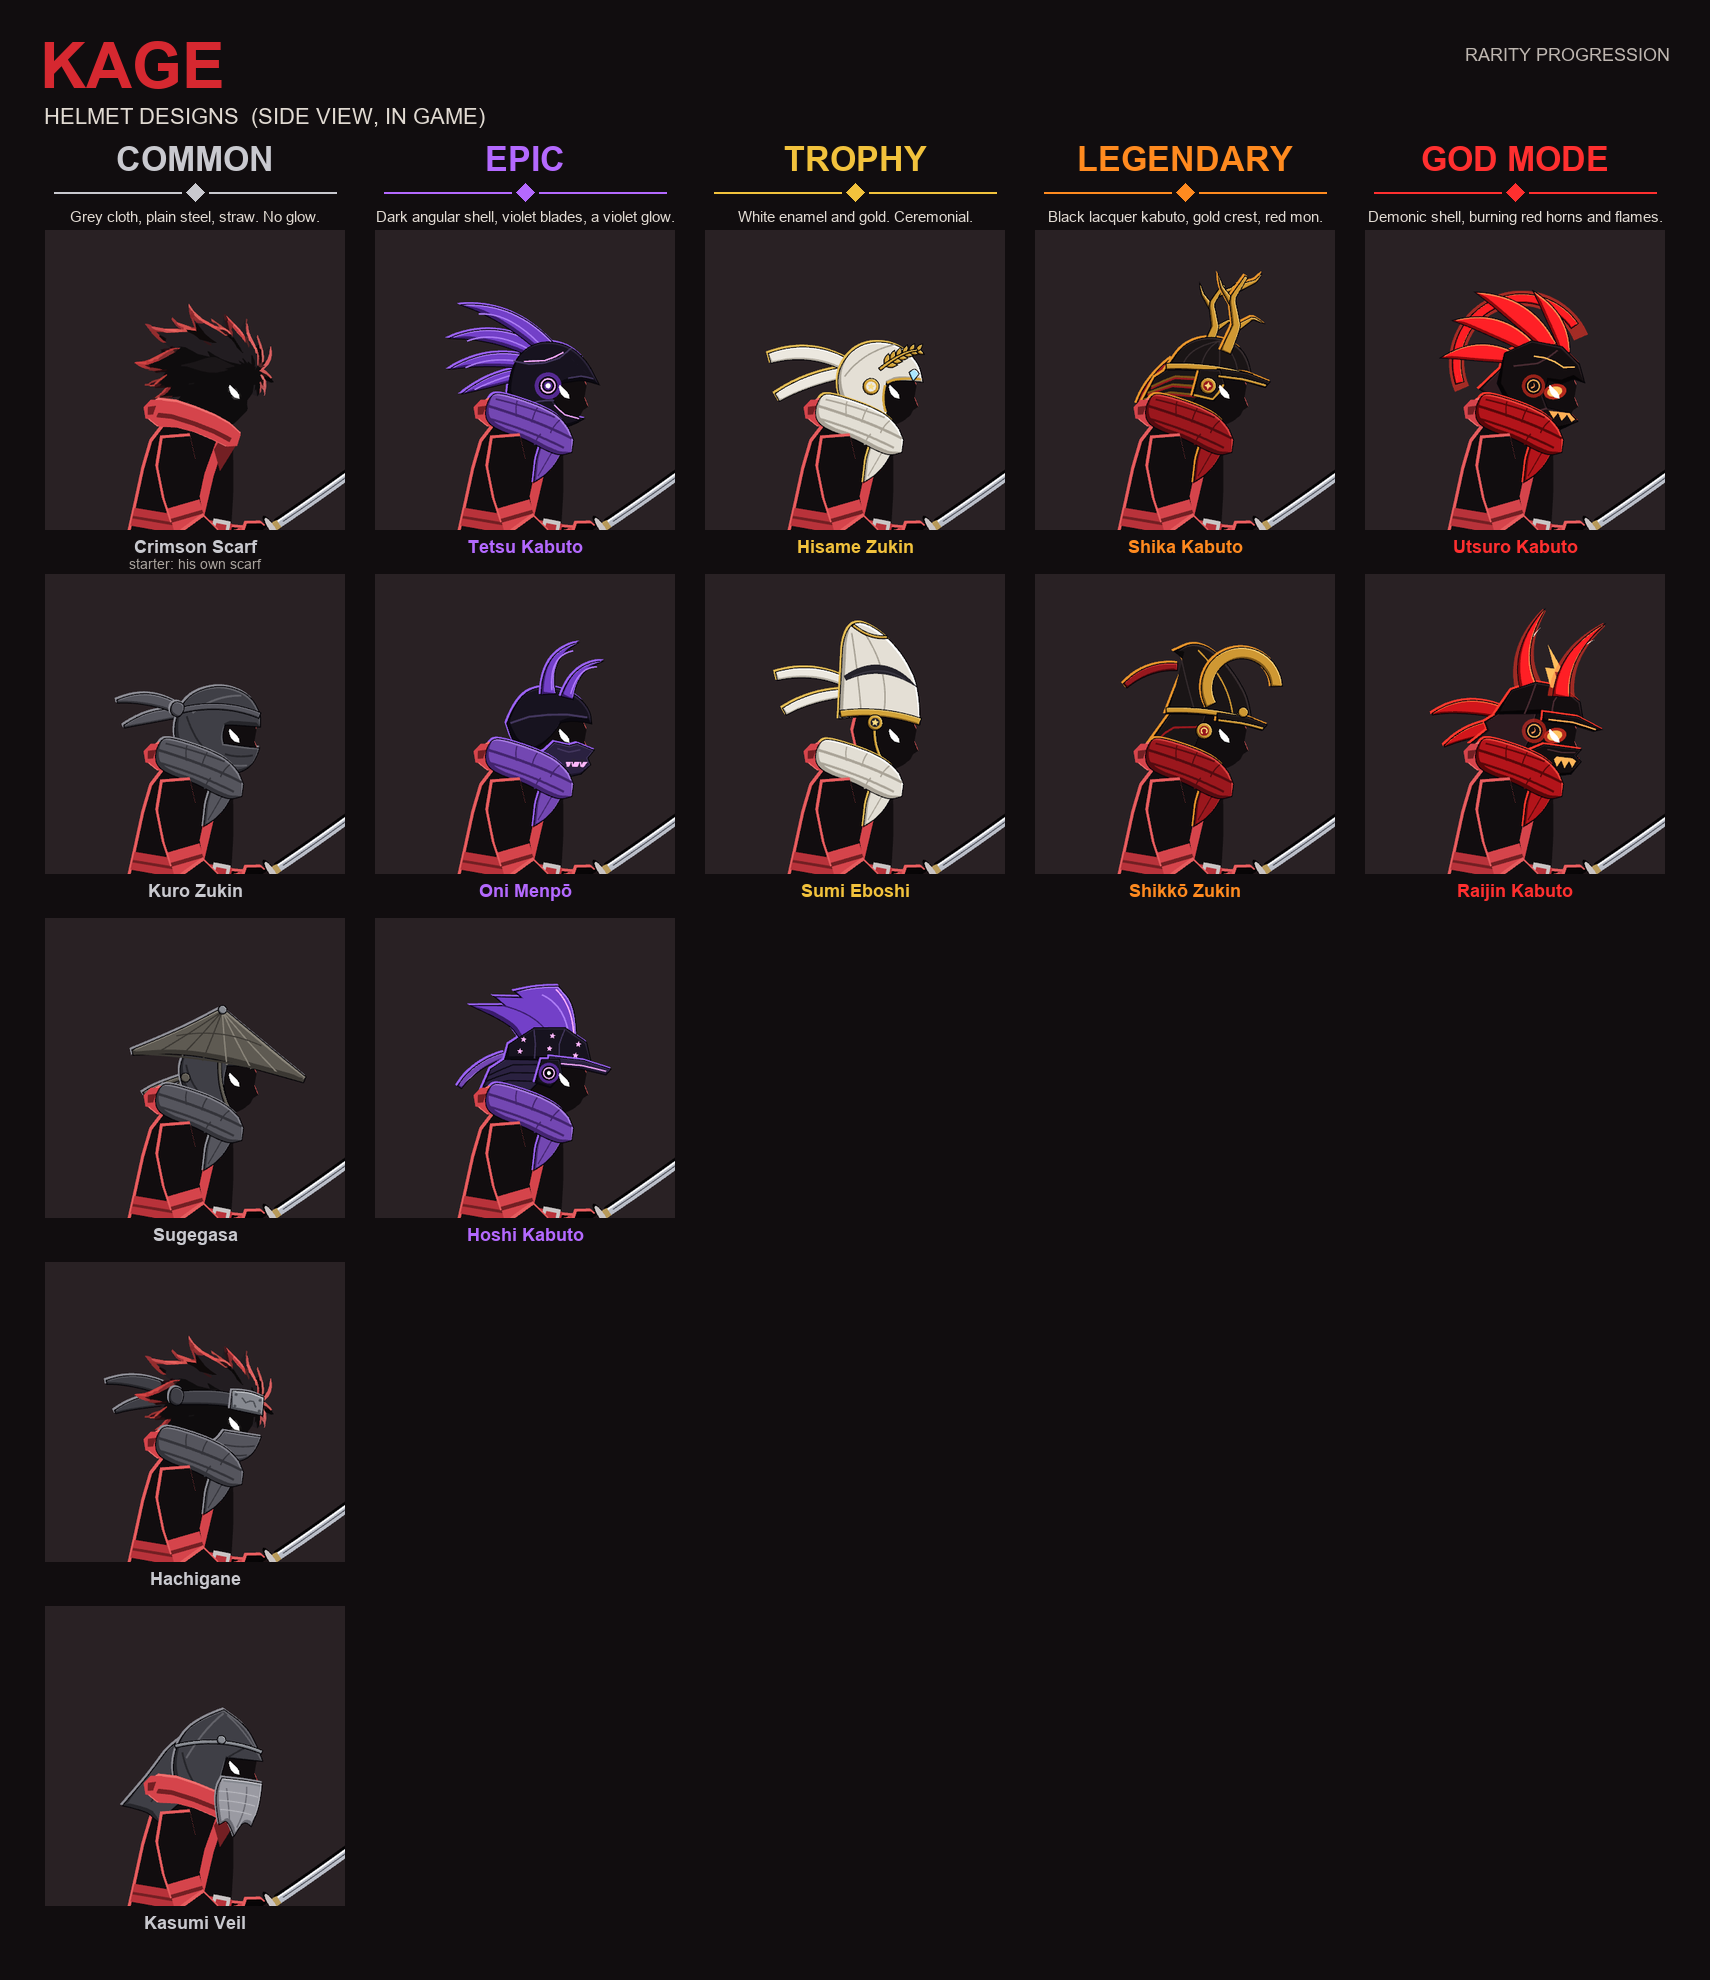 KAGE
RARITY PROGRESSION
HELMET DESIGNS (SIDE VIEW, IN GAME)
COMMON
EPIC
TROPHY
LEGENDARY
GOD MODE
Grey cloth, plain steel, straw. No glow.
Dark angular shell, violet blades, a violet glow.
White enamel and gold. Ceremonial.
Black lacquer kabuto, gold crest, red mon.
Demonic shell, burning red horns and flames.
Crimson Scarf
starter: his own scarf
Tetsu Kabuto
Hisame Zukin
Shika Kabuto
Utsuro Kabuto
Kuro Zukin
Oni Menpō
Sumi Eboshi
Shikkō Zukin
Raijin Kabuto
Sugegasa
Hoshi Kabuto
Hachigane
Kasumi Veil